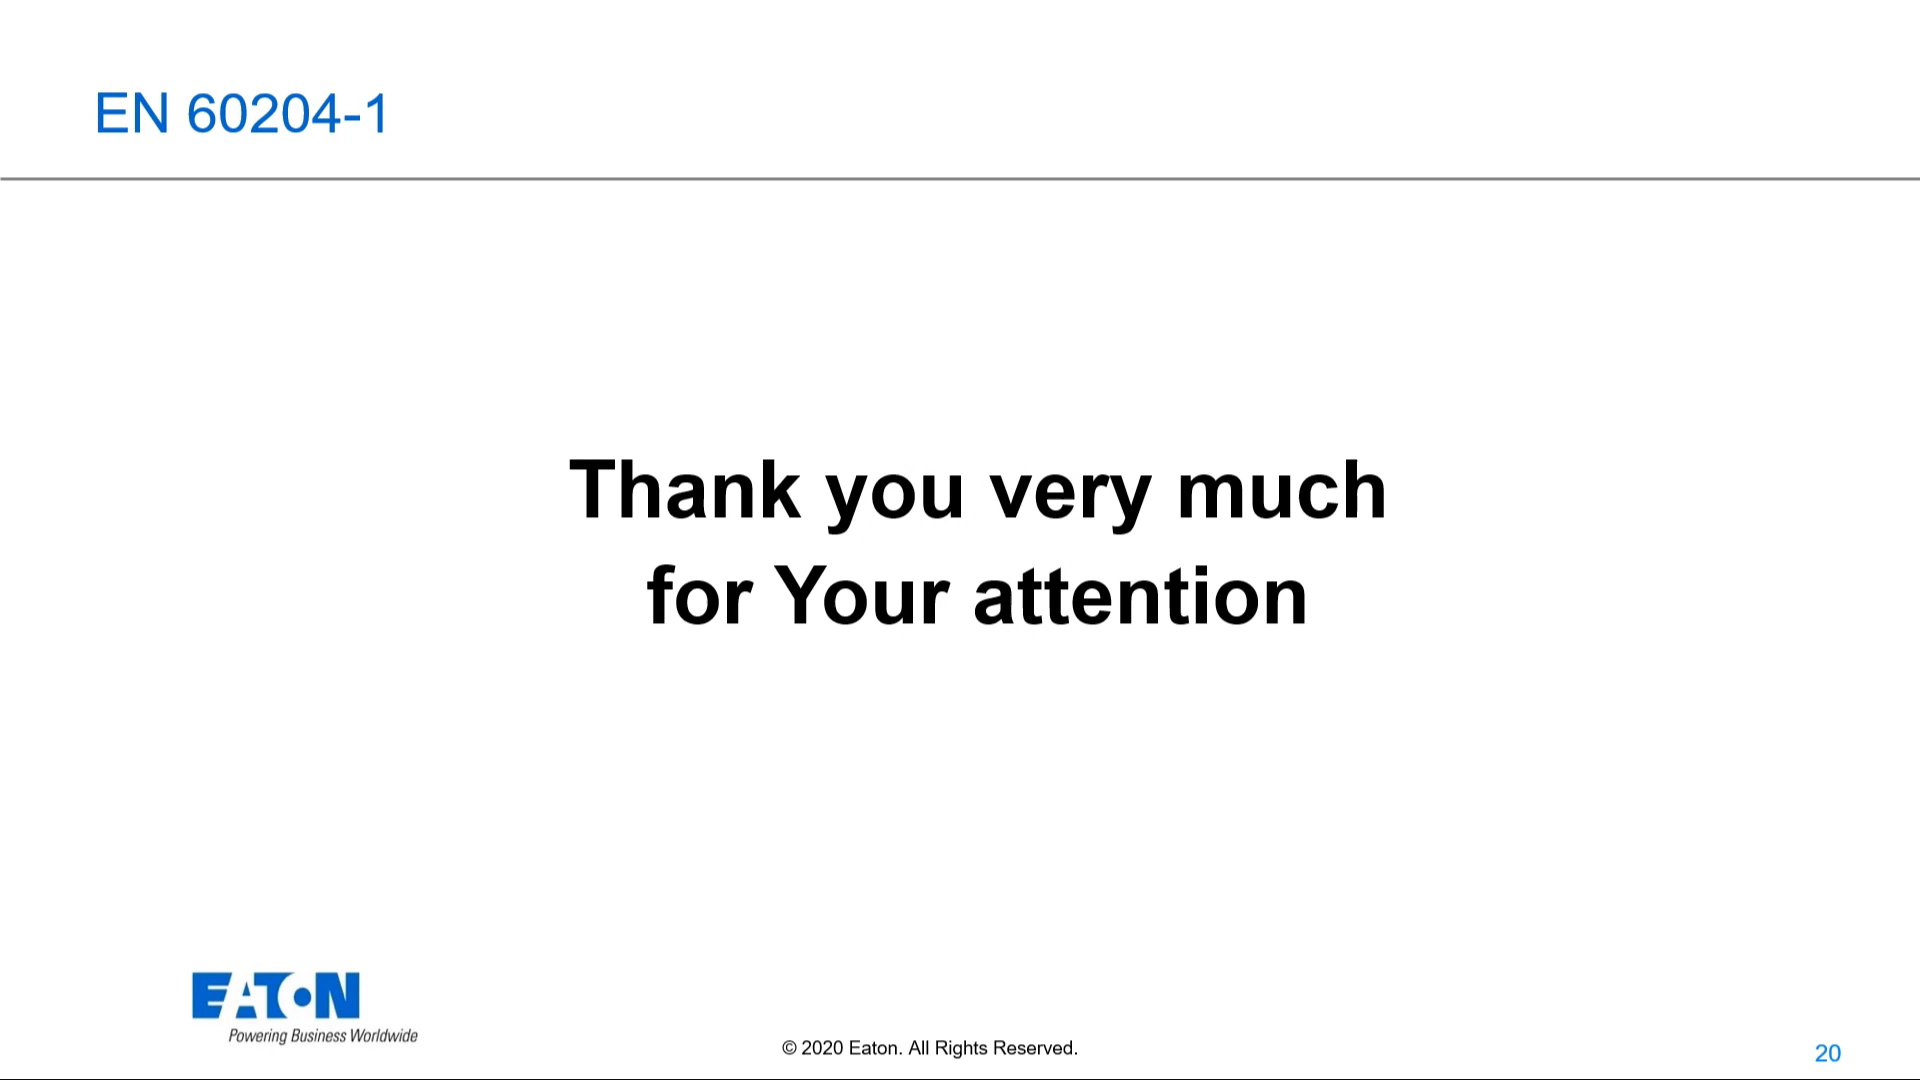 EN 60204-1
Thank you very much
for Your attention
EATON
Powering Business Worldwide
© 2020 Eaton. All Rights Reserved.
20